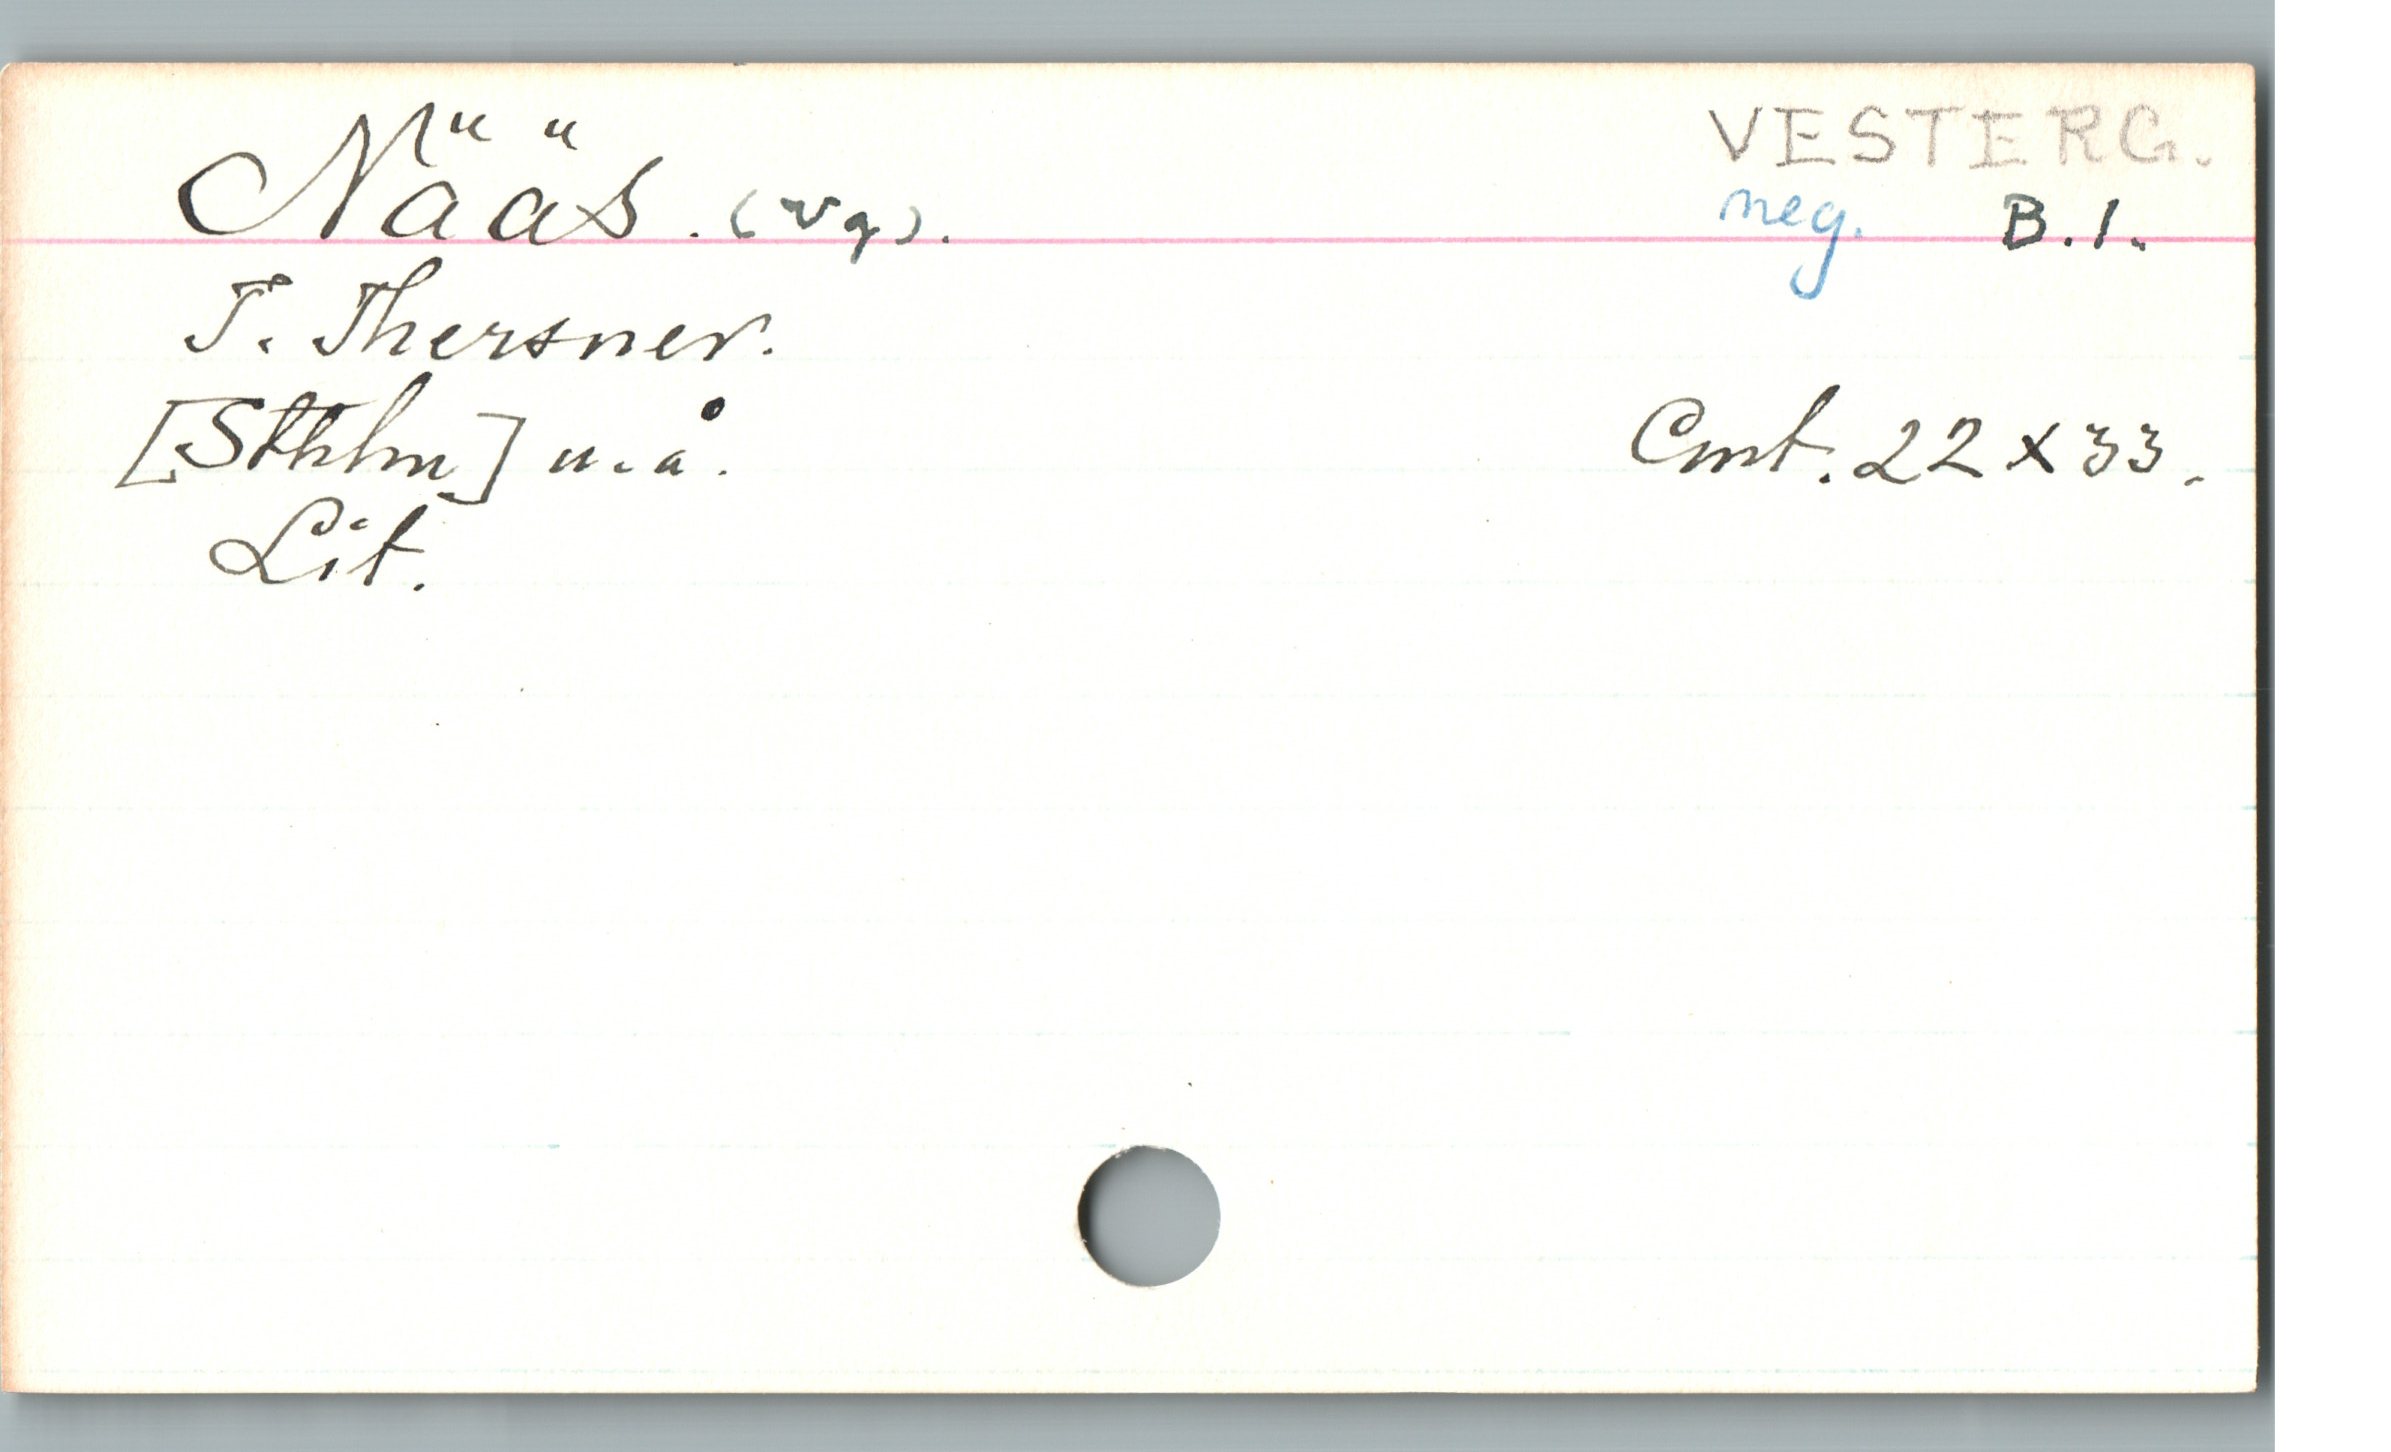 VESTERG.
Nääs. (Vg).
neg. B.1.
T. Thersner.
[Sthlm] u.å.
Cmt. 22 x 33.
Lit.